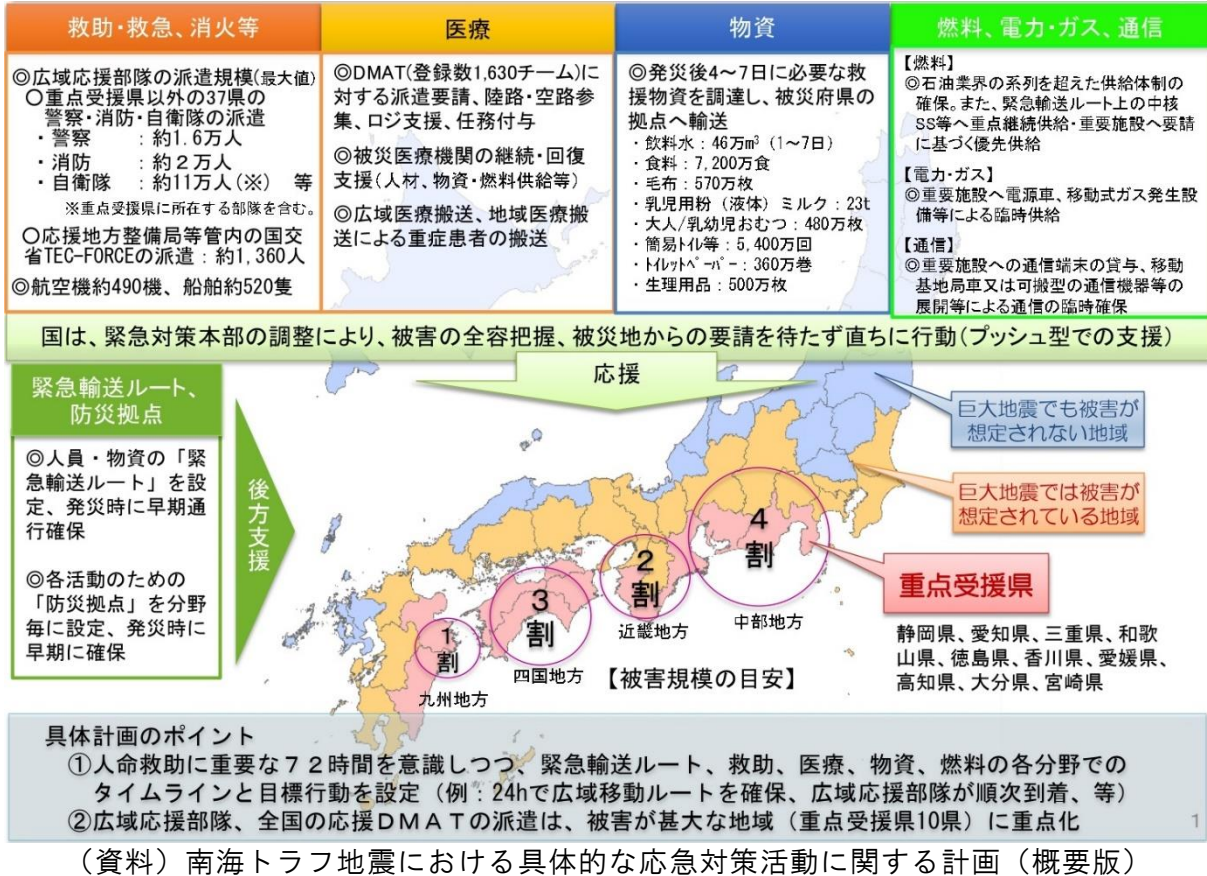 救助・救急、消火等
◎広域応援部隊の派遣規模(最大値)
○重点受援県以外の37県の
警察・消防・自衛隊の派遣
・警察　　：約1.6万人
・消防　　：約２万人
・自衛隊　：約11万人(※)　等
※重点受援県に所在する部隊を含む。
○応援地方整備局等管内の国交
省TEC-FORCEの派遣：約1,360人
◎航空機約490機、船舶約520隻
医療
◎DMAT(登録数1,630チーム)に
対する派遣要請、陸路・空路参
集、ロジ支援、任務付与
◎被災医療機関の継続・回復
支援(人材、物資・燃料供給等)
◎広域医療搬送、地域医療搬
送による重症患者の搬送
物資
◎発災後4～7日に必要な救
援物資を調達し、被災府県の
拠点へ輸送
・飲料水：46万m³（1～7日）
・食料：7,200万食
・毛布：570万枚
・乳児用粉（液体）ミルク：23t
・大人/乳幼児おむつ：480万枚
・簡易トイレ等：5,400万回
・トイレットペーパー：360万巻
・生理用品：500万枚
燃料、電力・ガス、通信
【燃料】
◎石油業界の系列を超えた供給体制の
確保。また、緊急輸送ルート上の中核
SS等へ重点継続供給・重要施設へ要請
に基づく優先供給
【電力・ガス】
◎重要施設へ電源車、移動式ガス発生設
備等による臨時供給
【通信】
◎重要施設への通信端末の貸与、移動
基地局車又は可搬型の通信機器等の
展開等による通信の臨時確保
国は、緊急対策本部の調整により、被害の全容把握、被災地からの要請を待たず直ちに行動(プッシュ型での支援)
応援
緊急輸送ルート、
防災拠点
◎人員・物資の「緊
急輸送ルート」を設
定、発災時に早期通
行確保
◎各活動のための
「防災拠点」を分野
毎に設定、発災時に
早期に確保
後方支援
巨大地震でも被害が
想定されない地域
巨大地震では被害が
想定されている地域
重点受援県
静岡県、愛知県、三重県、和歌
山県、徳島県、香川県、愛媛県、
高知県、大分県、宮崎県
4
割
中部地方
2
割
近畿地方
3
割
四国地方
1
割
九州地方
【被害規模の目安】
具体計画のポイント
①人命救助に重要な７２時間を意識しつつ、緊急輸送ルート、救助、医療、物資、燃料の各分野での
タイムラインと目標行動を設定（例：24hで広域移動ルートを確保、広域応援部隊が順次到着、等）
②広域応援部隊、全国の応援DMATの派遣は、被害が甚大な地域（重点受援県10県）に重点化
1
（資料）南海トラフ地震における具体的な応急対策活動に関する計画（概要版）